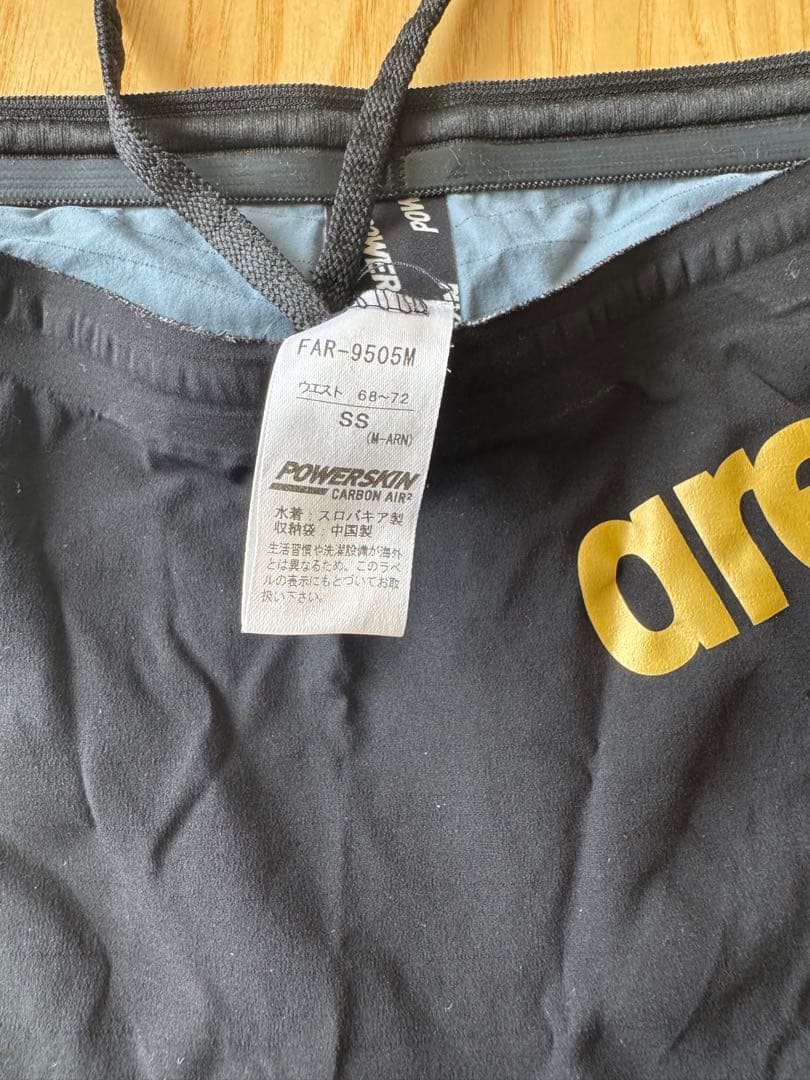 POWER
POW
FAR-9505M
ウエスト 68~72
SS
(M-ARN)
POWERSKIN
CARBON AIR²
水着:スロバキア製
収納袋:中国製
生活習慣や洗濯設備が海外
とは異なるため、このラベ
ルの表示にもとづいてお取
扱い下さい。
are